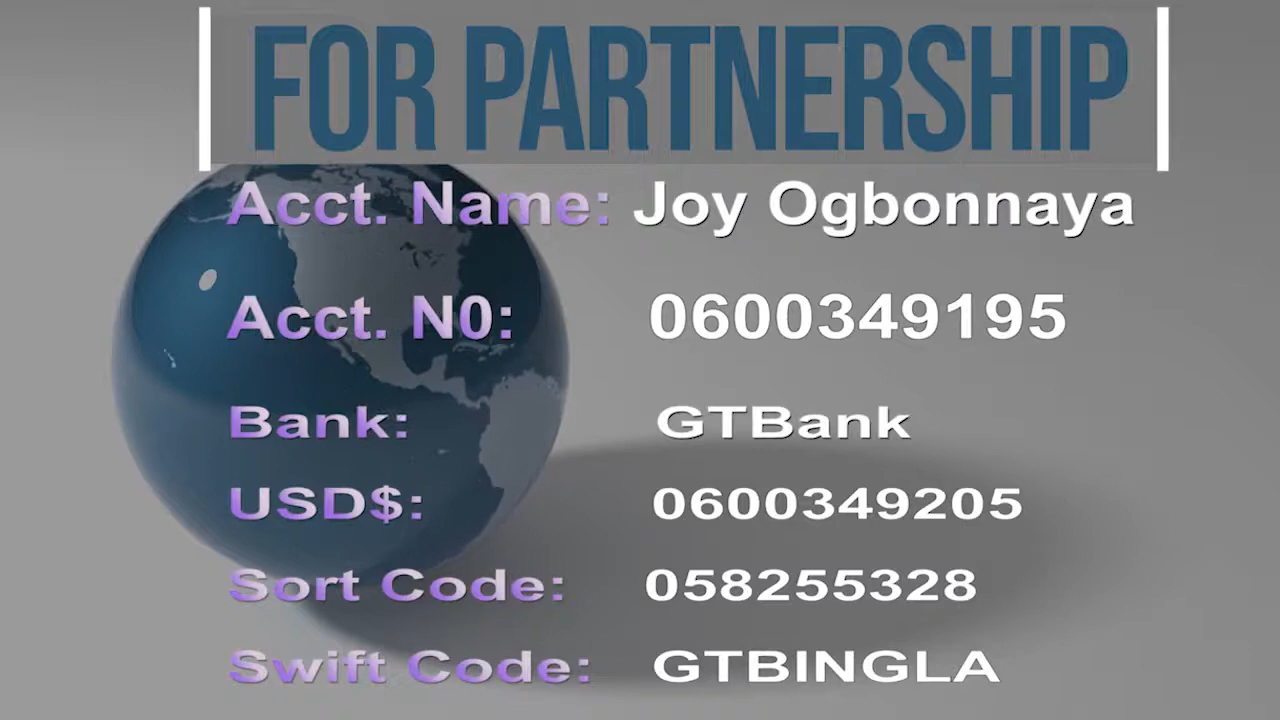 FOR PARTNERSHIP
Acct. Name: Joy Ogbonnaya
Acct. N0: 0600349195
Bank: GTBank
USD$: 0600349205
Sort Code: 058255328
Swift Code: GTBINGLA